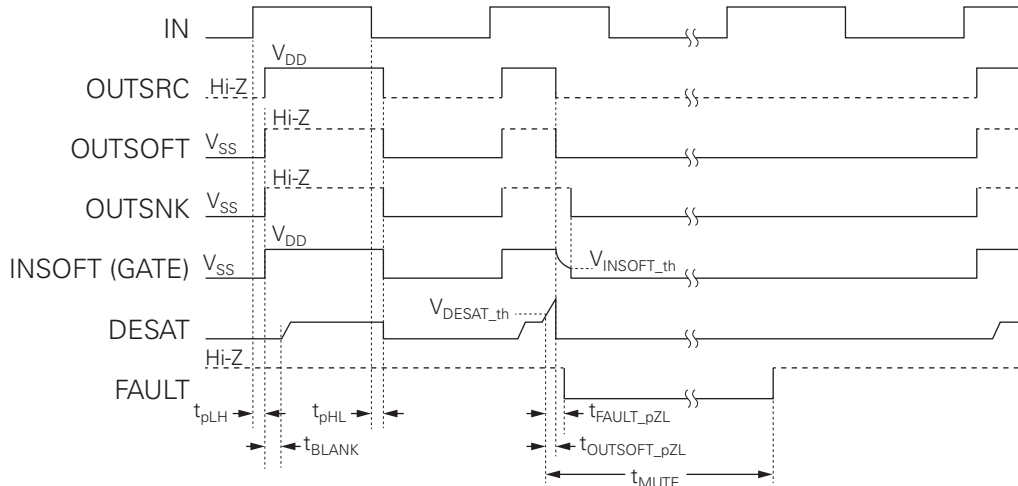 IN
V_DD
OUTSRC Hi-Z
Hi-Z
OUTSOFT V_SS
Hi-Z
OUTSNK V_SS
V_DD
INSOFT (GATE) V_SS V_INSOFT_th
DESAT V_DESAT_th
Hi-Z
FAULT
t_pLH t_pHL t_FAULT_pZL
t_BLANK t_OUTSOFT_pZL
t_MUTE